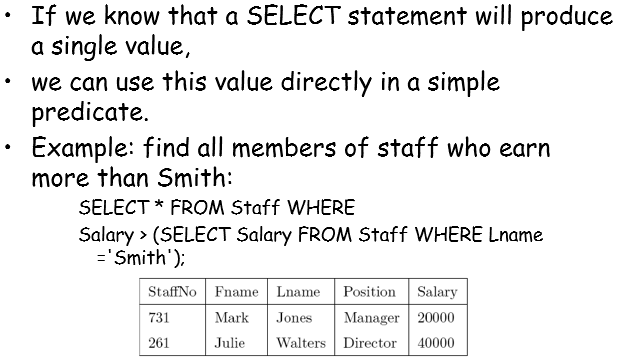 • If we know that a SELECT statement will produce
a single value,
• we can use this value directly in a simple
predicate.
• Example: find all members of staff who earn
more than Smith:
SELECT * FROM Staff WHERE
Salary > (SELECT Salary FROM Staff WHERE Lname
='Smith');
StaffNo Fname Lname Position Salary
731 Mark Jones Manager 20000
261 Julie Walters Director 40000